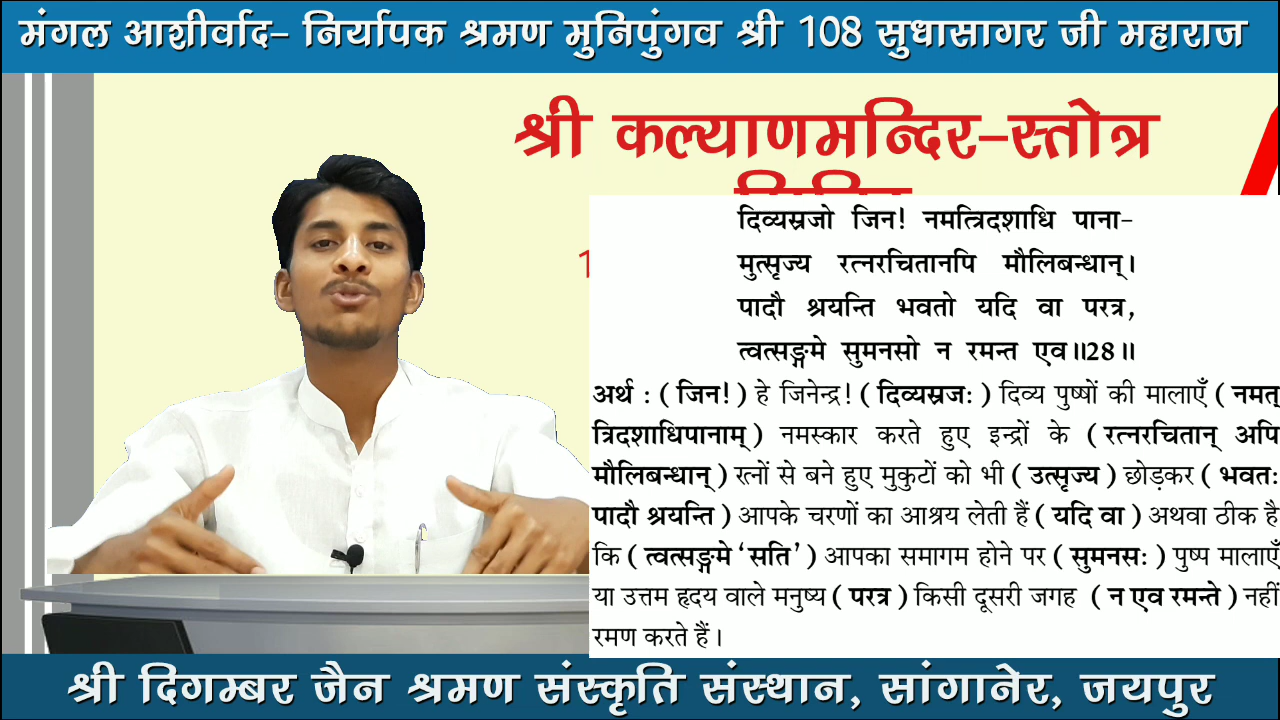 मंगल आशीर्वाद- निर्यापक श्रमण मुनिपुंगव श्री 108 सुधासागर जी महाराज
श्री कल्याणमन्दिर-स्तोत्र
दिव्यस्रजो जिन! नमत्त्रिदशाधि पाना-
मुत्सृज्य रत्नरचितानपि मौलिबन्धान्।
पादौ श्रयन्ति भवतो यदि वा परत्र,
त्वत्सङ्गमे सुमनसो न रमन्त एव॥28॥
अर्थ : ( जिन! ) हे जिनेन्द्र! ( दिव्यस्रजः ) दिव्य पुष्पों की मालाएँ ( नमत्
त्रिदशाधिपानाम् ) नमस्कार करते हुए इन्द्रों के ( रत्नरचितान् अपि
मौलिबन्धान् ) रत्नों से बने हुए मुकुटों को भी ( उत्सृज्य ) छोड़कर ( भवतः
पादौ श्रयन्ति ) आपके चरणों का आश्रय लेती हैं ( यदि वा ) अथवा ठीक है
कि ( त्वत्सङ्गमे ‘सति’ ) आपका समागम होने पर ( सुमनसः ) पुष्प मालाएँ
या उत्तम हृदय वाले मनुष्य ( परत्र ) किसी दूसरी जगह ( न एव रमन्ते ) नहीं
रमण करते हैं।
श्री दिगम्बर जैन श्रमण संस्कृति संस्थान, सांगानेर, जयपुर